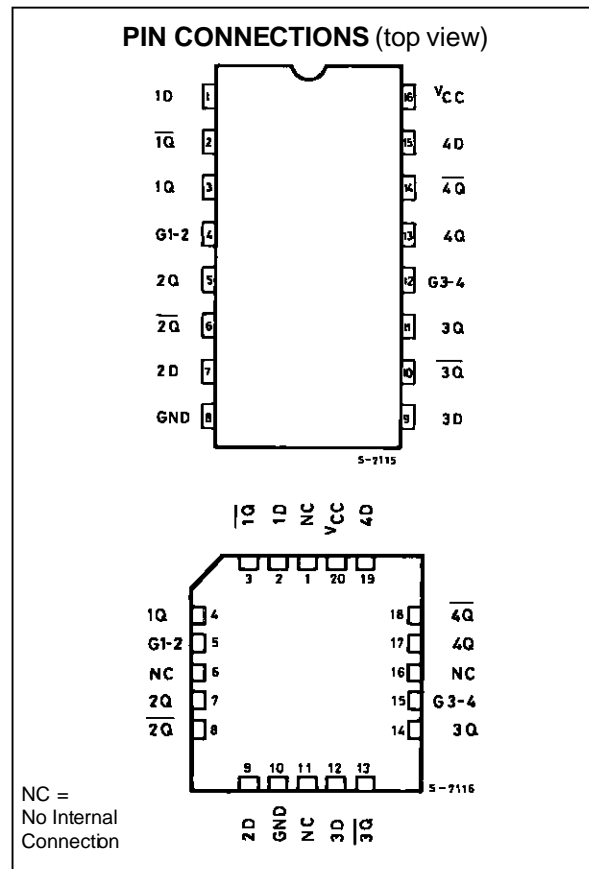 PIN CONNECTIONS (top view)
1D 1 16 VCC
1Q̅ 2 15 4D
1Q 3 14 4Q̅
G1-2 4 13 4Q
2Q 5 12 G3-4
2Q̅ 6 11 3Q
2D 7 10 3Q̅
GND 8 9 3D
S-7115
1Q̅ 1D NC VCC 4D
3 2 1 20 19
1Q 4 18 4Q̅
G1-2 5 17 4Q
NC 6 16 NC
2Q 7 15 G3-4
2Q̅ 8 14 3Q
9 10 11 12 13
S-7116
2D GND NC 3D 3Q̅
NC =
No Internal
Connection